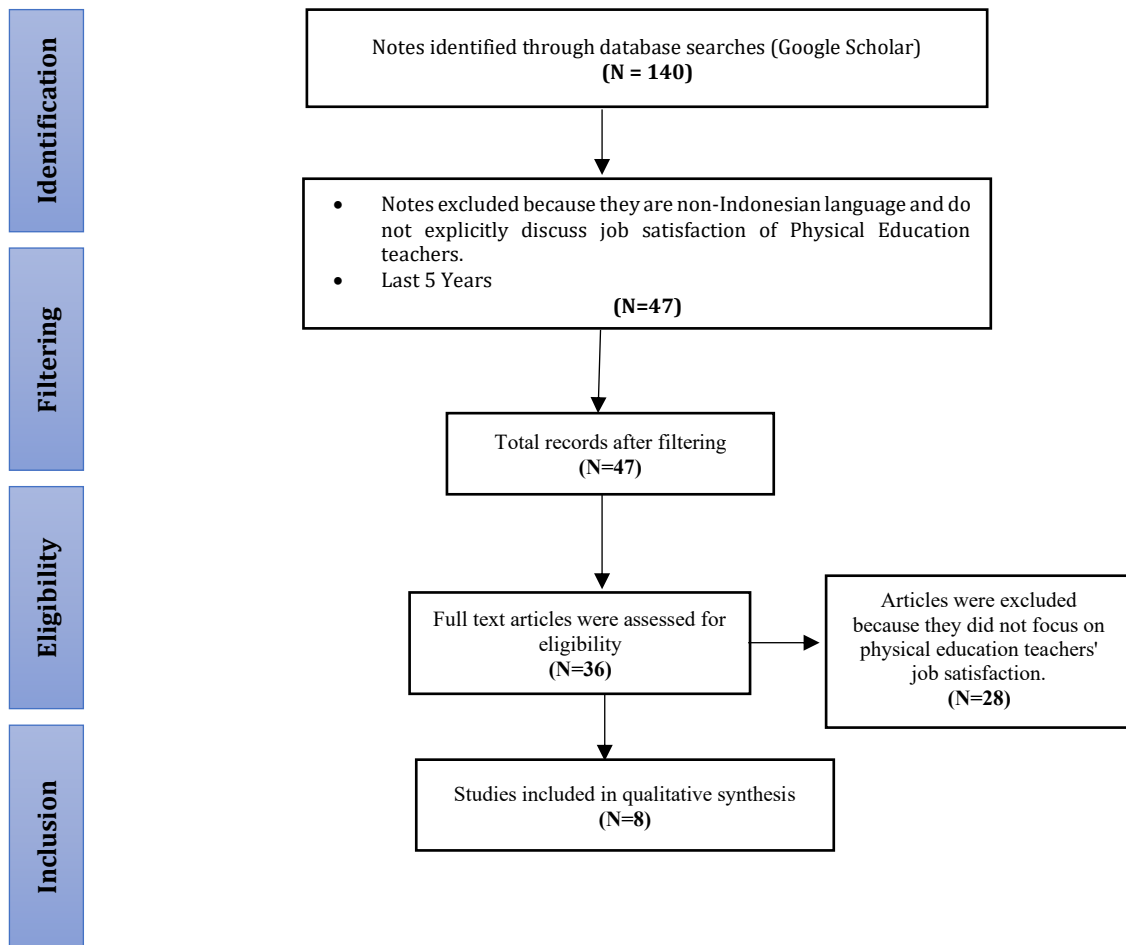 Identification
Notes identified through database searches (Google Scholar)
(N = 140)
• Notes excluded because they are non-Indonesian language and do
not explicitly discuss job satisfaction of Physical Education
teachers.
• Last 5 Years
(N=47)
Filtering
Total records after filtering
(N=47)
Eligibility
Full text articles were assessed for
eligibility
(N=36)
Articles were excluded
because they did not focus on
physical education teachers'
job satisfaction.
(N=28)
Inclusion
Studies included in qualitative synthesis
(N=8)